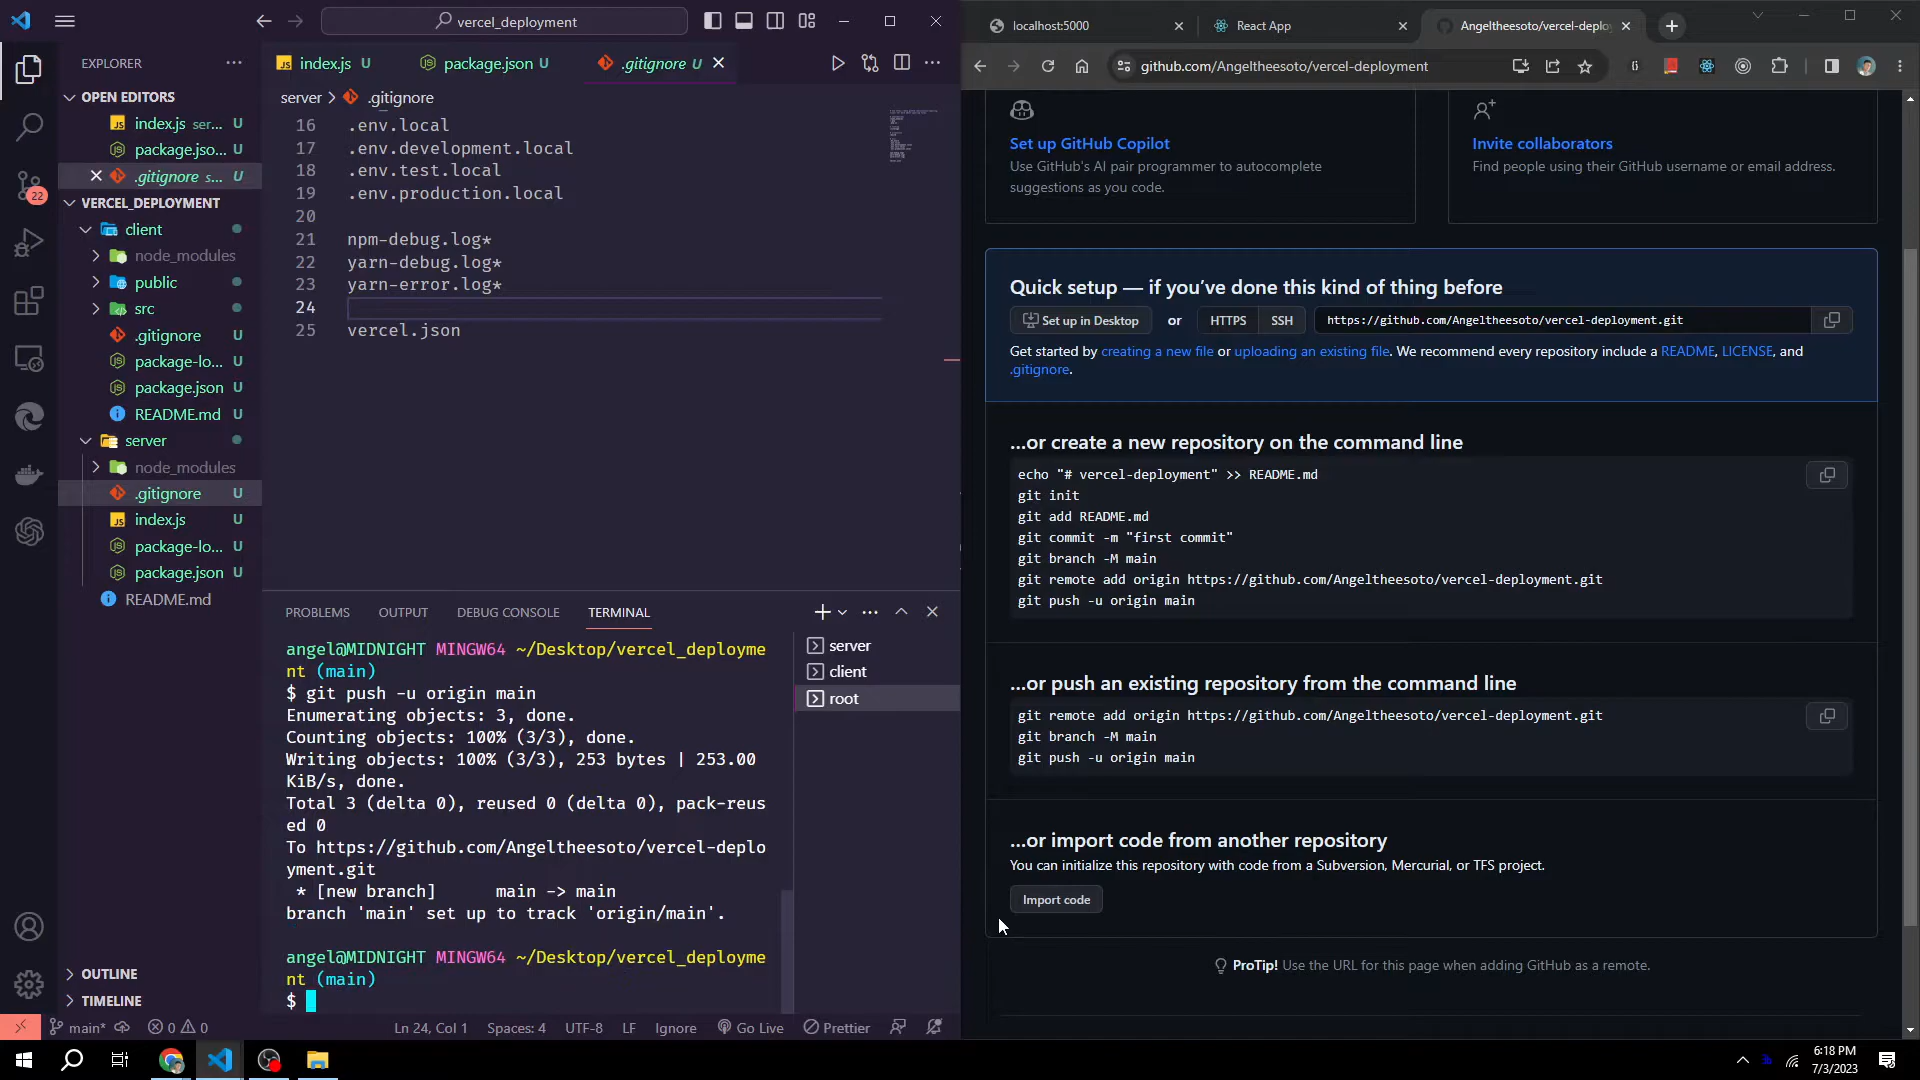 vercel_deployment
EXPLORER
OPEN EDITORS
index.js ser... U
package.jso... U
.gitignore s... U
VERCEL_DEPLOYMENT
client
node_modules
public
src
.gitignore U
package-lo... U
package.json U
README.md U
server
node_modules
.gitignore U
index.js U
package-lo... U
package.json U
README.md
OUTLINE
TIMELINE
22
index.js U
package.json U
.gitignore U
server > .gitignore
16 .env.local
17 .env.development.local
18 .env.test.local
19 .env.production.local
20
21 npm-debug.log*
22 yarn-debug.log*
23 yarn-error.log*
24
25 vercel.json
PROBLEMS OUTPUT DEBUG CONSOLE TERMINAL
angel@MIDNIGHT MINGW64 ~/Desktop/vercel_deployme
nt (main)
$ git push -u origin main
Enumerating objects: 3, done.
Counting objects: 100% (3/3), done.
Writing objects: 100% (3/3), 253 bytes | 253.00
KiB/s, done.
Total 3 (delta 0), reused 0 (delta 0), pack-reus
ed 0
To https://github.com/Angeltheesoto/vercel-deplo
yment.git
* [new branch] main -> main
branch 'main' set up to track 'origin/main'.
angel@MIDNIGHT MINGW64 ~/Desktop/vercel_deployme
nt (main)
$
server
client
root
main* 0 0 Ln 24, Col 1 Spaces: 4 UTF-8 LF Ignore Go Live Prettier
localhost:5000
React App
Angeltheesoto/vercel-deploy
github.com/Angeltheesoto/vercel-deployment
Set up GitHub Copilot
Use GitHub's AI pair programmer to autocomplete
suggestions as you code.
Invite collaborators
Find people using their GitHub username or email address.
Quick setup — if you’ve done this kind of thing before
Set up in Desktop or HTTPS SSH https://github.com/Angeltheesoto/vercel-deployment.git
Get started by creating a new file or uploading an existing file. We recommend every repository include a README, LICENSE, and
.gitignore.
…or create a new repository on the command line
echo "# vercel-deployment" >> README.md
git init
git add README.md
git commit -m "first commit"
git branch -M main
git remote add origin https://github.com/Angeltheesoto/vercel-deployment.git
git push -u origin main
…or push an existing repository from the command line
git remote add origin https://github.com/Angeltheesoto/vercel-deployment.git
git branch -M main
git push -u origin main
…or import code from another repository
You can initialize this repository with code from a Subversion, Mercurial, or TFS project.
Import code
ProTip! Use the URL for this page when adding GitHub as a remote.
6:18 PM
7/3/2023